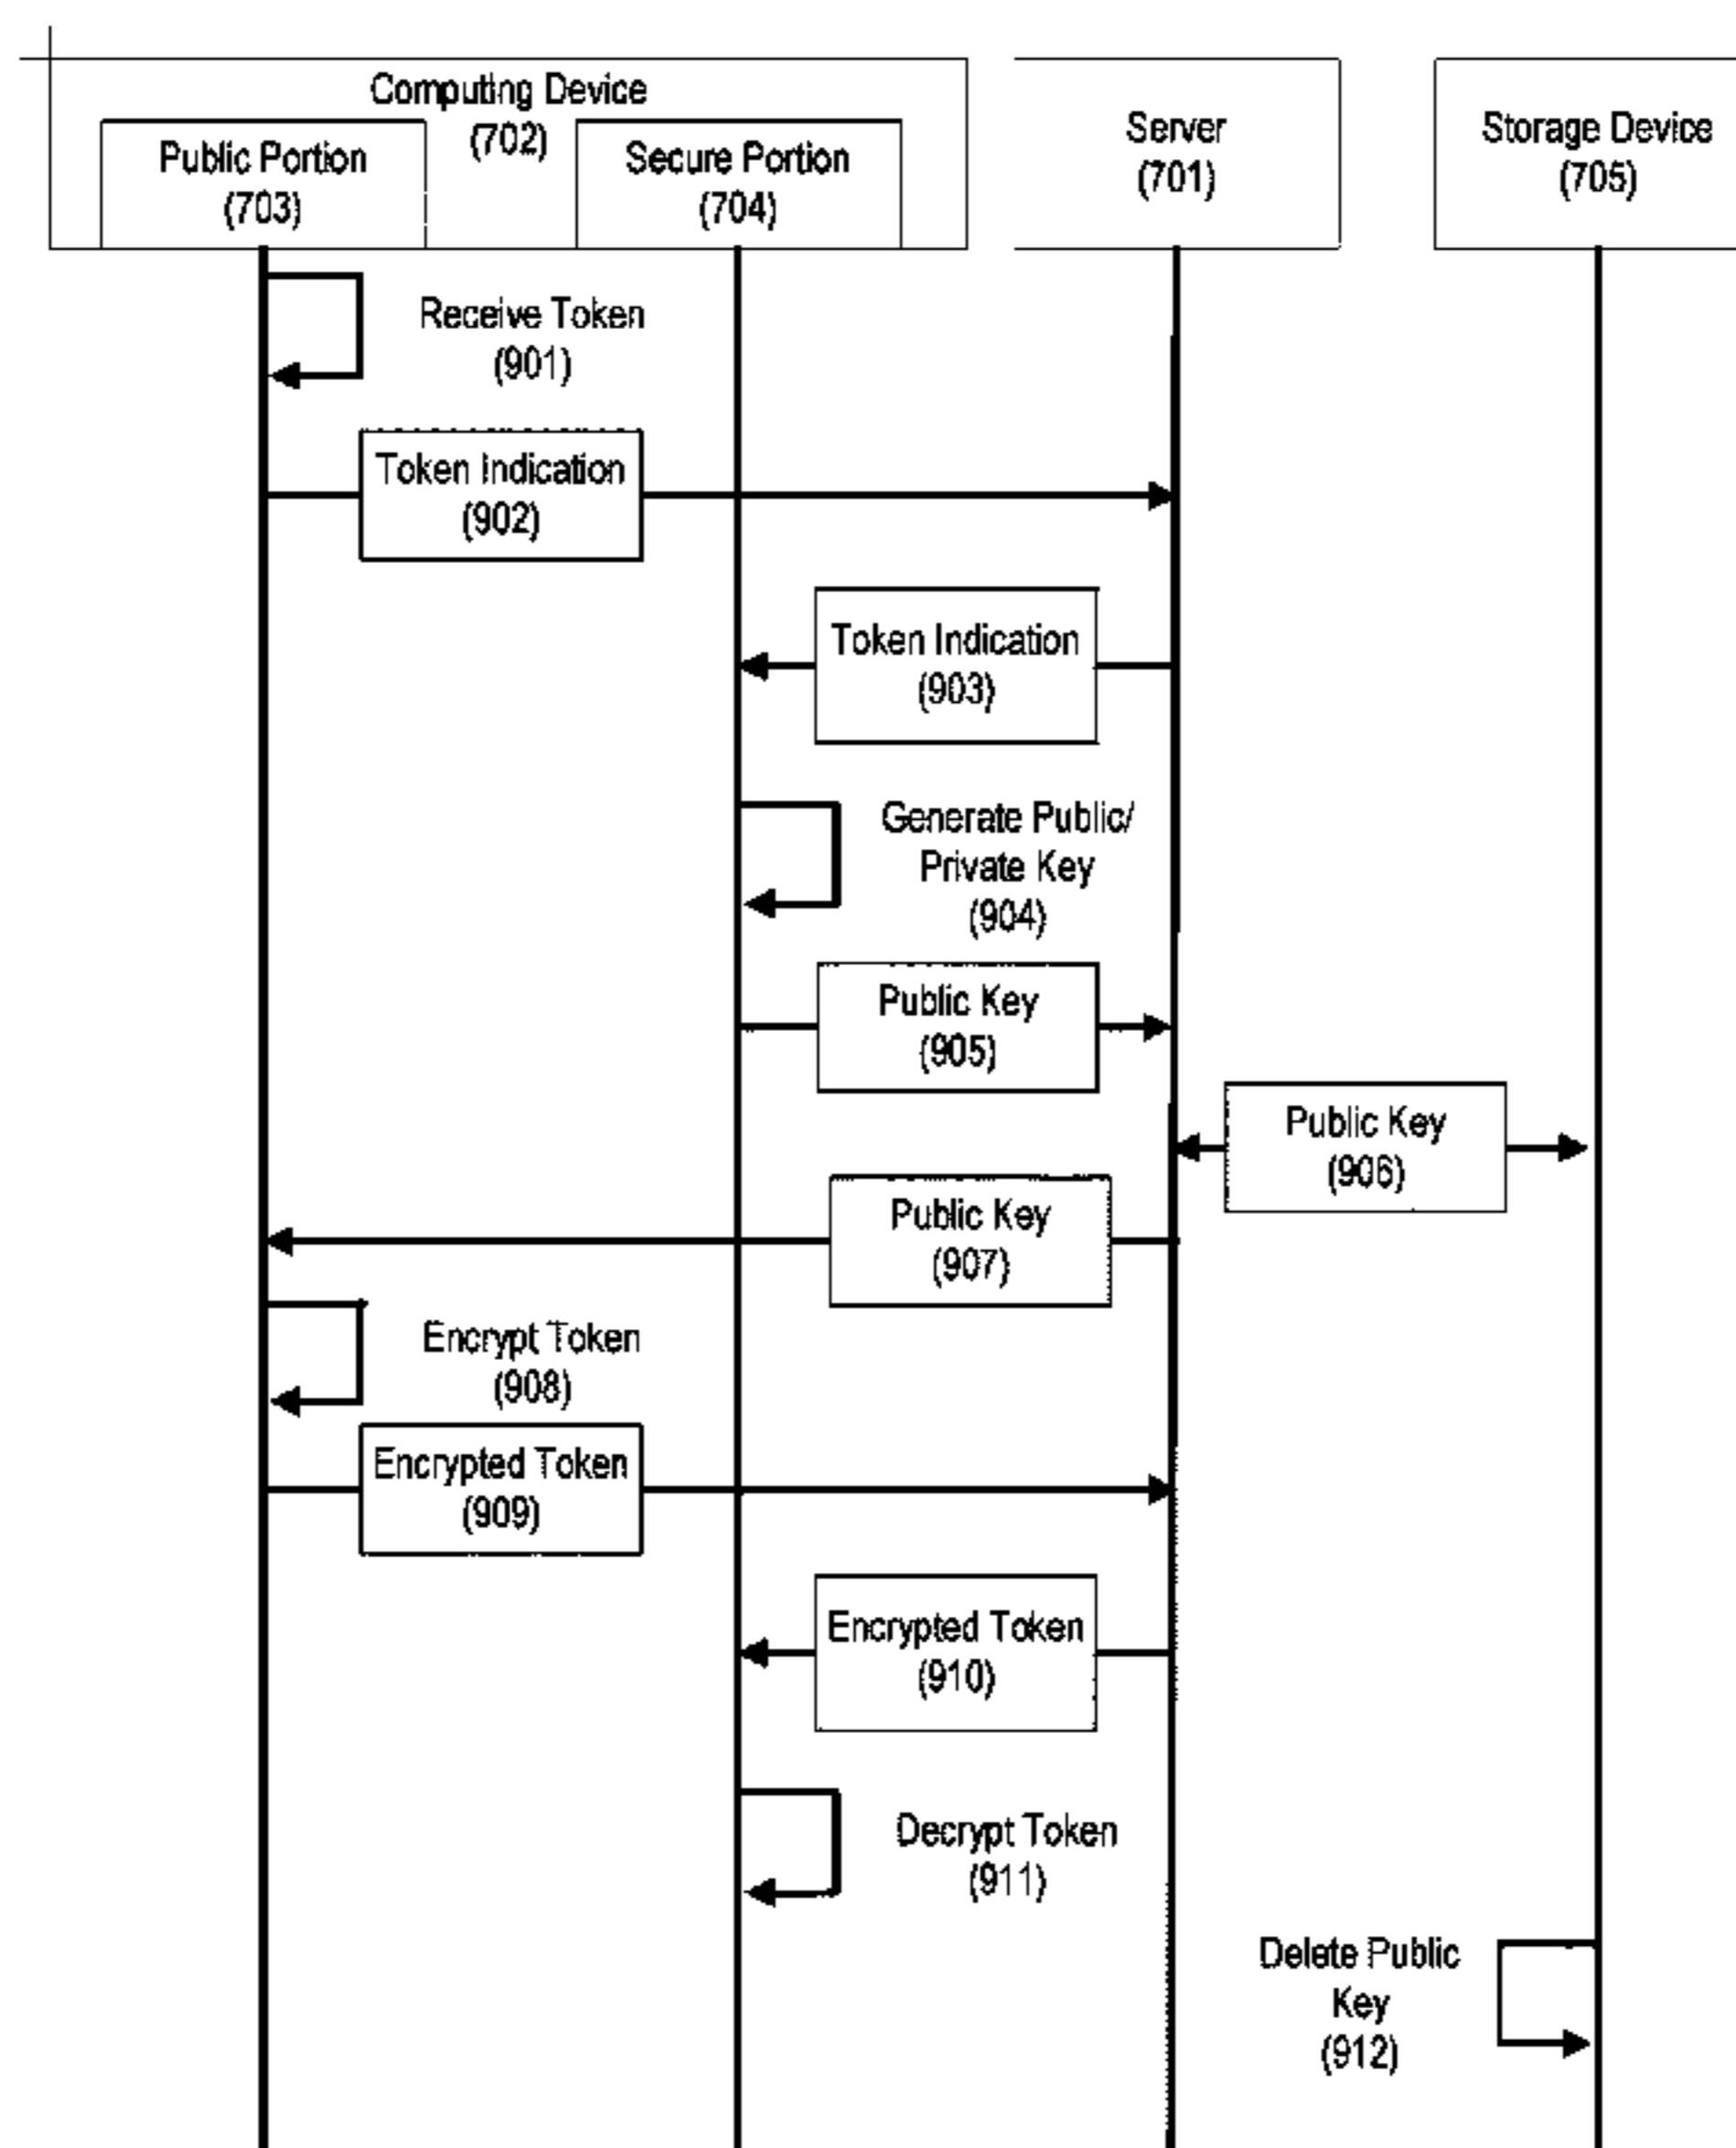 Computing Device
(702)
Public Portion
(703)
Secure Portion
(704)
Server
(701)
Storage Device
(705)
Receive Token
(901)
Token Indication
(902)
Token Indication
(903)
Generate Public/
Private Key
(904)
Public Key
(905)
Public Key
(906)
Public Key
(907)
Encrypt Token
(908)
Encrypted Token
(909)
Encrypted Token
(910)
Decrypt Token
(911)
Delete Public
Key
(912)